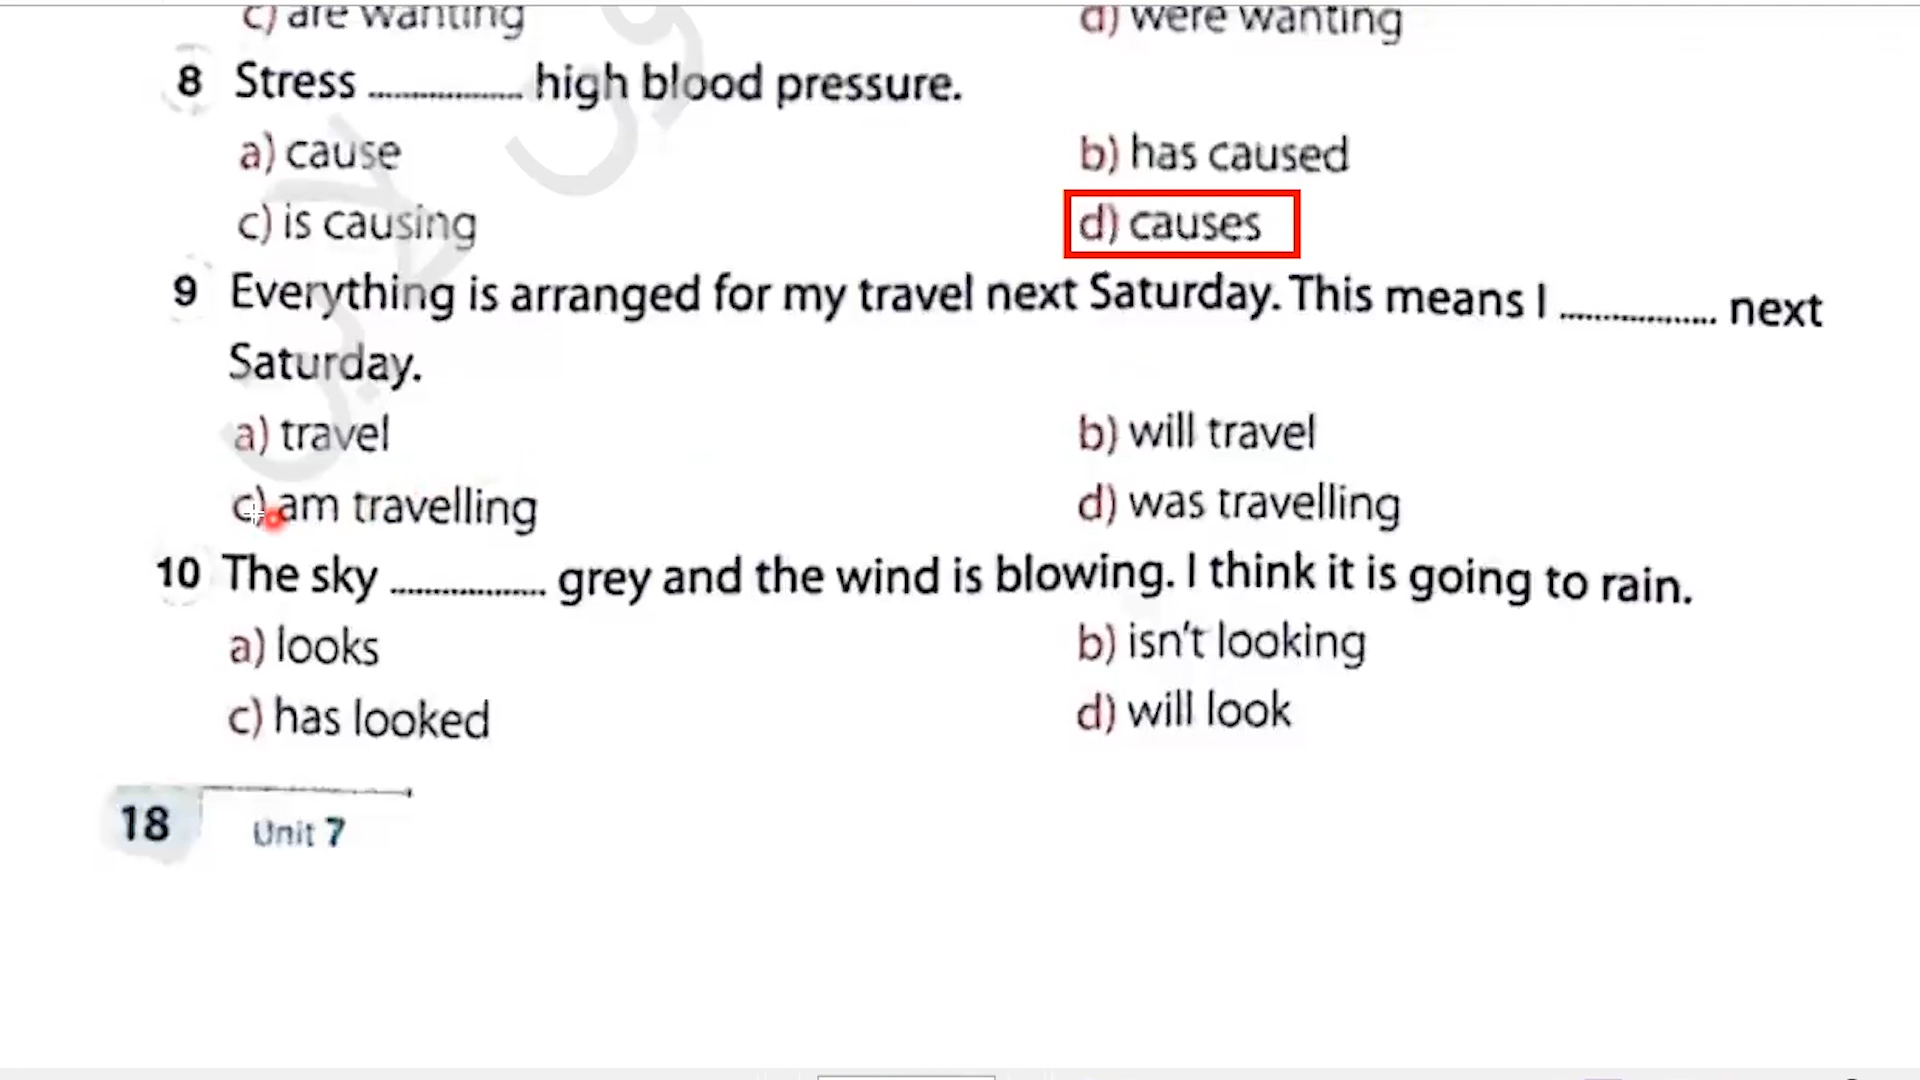 c) are wanting d) were wanting
8 Stress ................ high blood pressure.
a) cause b) has caused
c) is causing d) causes
9 Everything is arranged for my travel next Saturday. This means I ................ next
Saturday.
a) travel b) will travel
c) am travelling d) was travelling
10 The sky ................ grey and the wind is blowing. I think it is going to rain.
a) looks b) isn't looking
c) has looked d) will look
18 Unit 7